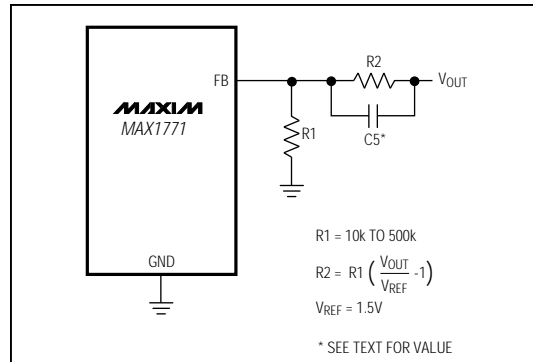 R2
FB
VOUT
MAXIM
MAX1771
R1
C5*
GND
R1 = 10k TO 500k
R2 = R1 ( VOUT / VREF -1)
VREF = 1.5V
* SEE TEXT FOR VALUE